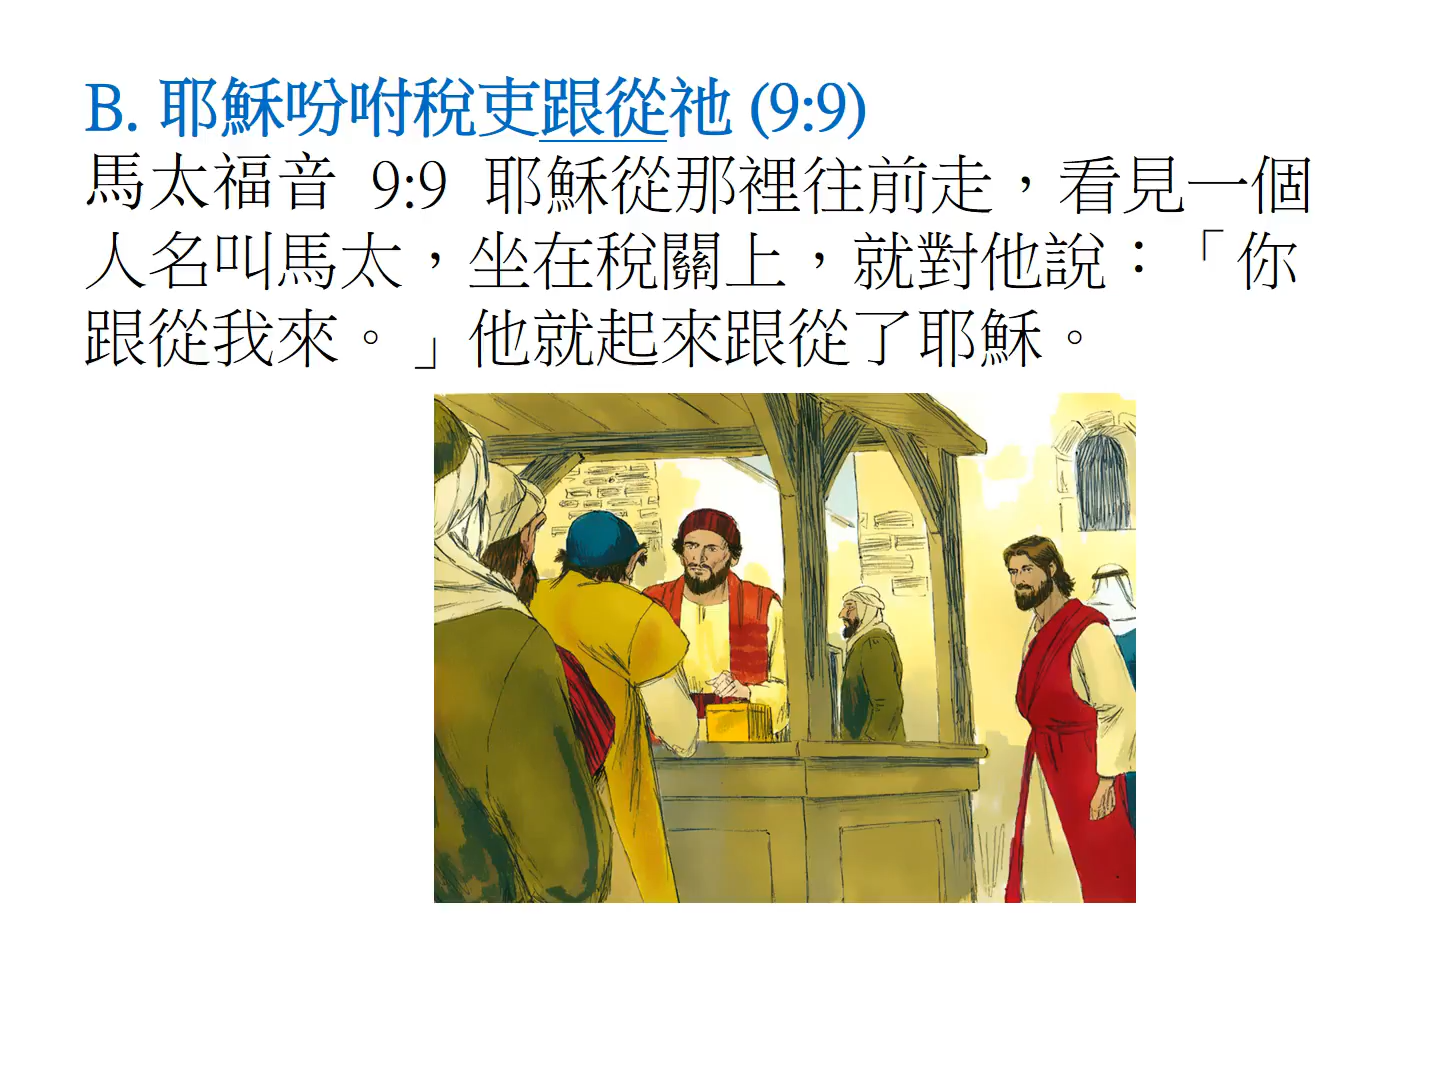 B. 耶穌吩咐稅吏跟從祂 (9:9)
馬太福音 9:9 耶穌從那裡往前走，看見一個
人名叫馬太，坐在稅關上，就對他說：「你
跟從我來。」他就起來跟從了耶穌。